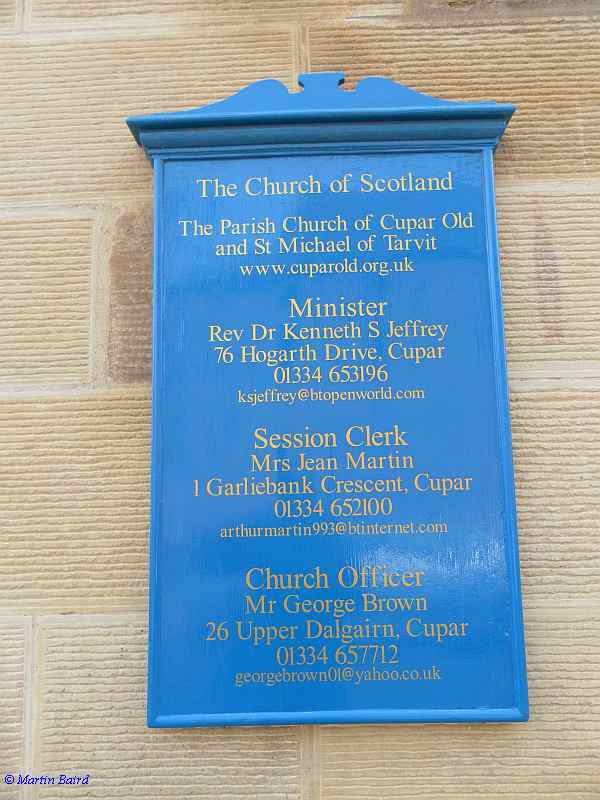 The Church of Scotland
The Parish Church of Cupar Old
and St Michael of Tarvit
www.cuparold.org.uk
Minister
Rev Dr Kenneth S Jeffrey
76 Hogarth Drive, Cupar
01334 653196
ksjeffrey@btopenworld.com
Session Clerk
Mrs Jean Martin
1 Garliebank Crescent, Cupar
01334 652100
arthurmartin993@btinternet.com
Church Officer
Mr George Brown
26 Upper Dalgairn, Cupar
01334 657712
georgebrown01@yahoo.co.uk
© Martin Baird